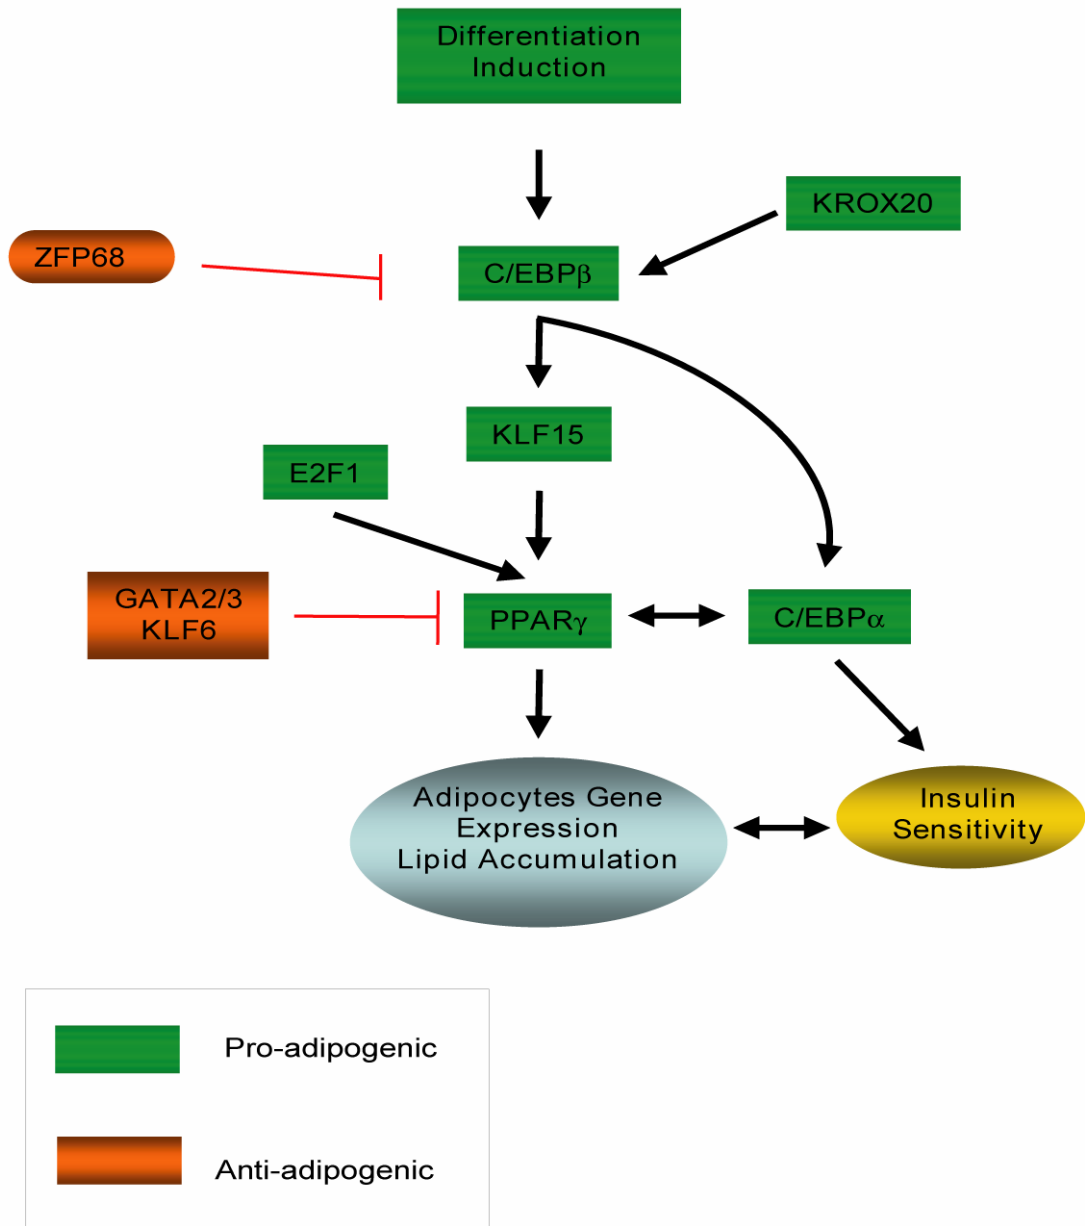 Differentiation
Induction
KROX20
ZFP68
C/EBPβ
KLF15
E2F1
GATA2/3
KLF6
PPARγ
C/EBPα
Adipocytes Gene
Expression
Lipid Accumulation
Insulin
Sensitivity
Pro-adipogenic
Anti-adipogenic